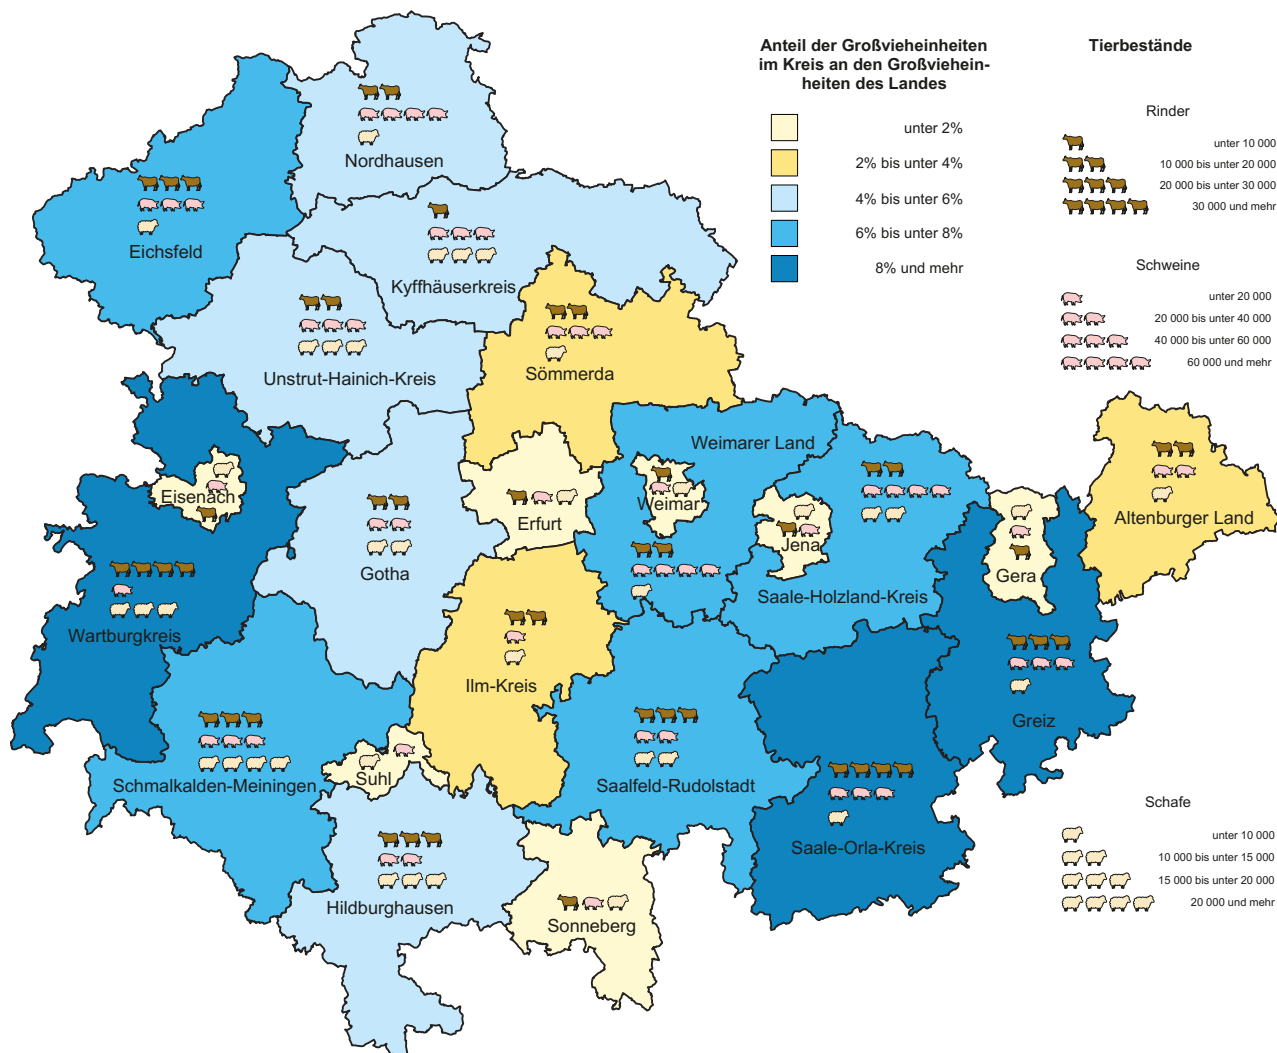 Anteil der Großvieheinheiten
im Kreis an den Großviehein-
heiten des Landes
unter 2%
2% bis unter 4%
4% bis unter 6%
6% bis unter 8%
8% und mehr
Tierbestände
Rinder
unter 10 000
10 000 bis unter 20 000
20 000 bis unter 30 000
30 000 und mehr
Schweine
unter 20 000
20 000 bis unter 40 000
40 000 bis unter 60 000
60 000 und mehr
Schafe
unter 10 000
10 000 bis unter 15 000
15 000 bis unter 20 000
20 000 und mehr
Nordhausen
Eichsfeld
Kyffhäuserkreis
Unstrut-Hainich-Kreis
Sömmerda
Weimarer Land
Eisenach
Weimar
Erfurt
Jena
Altenburger Land
Gotha
Gera
Saale-Holzland-Kreis
Wartburgkreis
Ilm-Kreis
Greiz
Suhl
Schmalkalden-Meiningen
Saalfeld-Rudolstadt
Saale-Orla-Kreis
Hildburghausen
Sonneberg